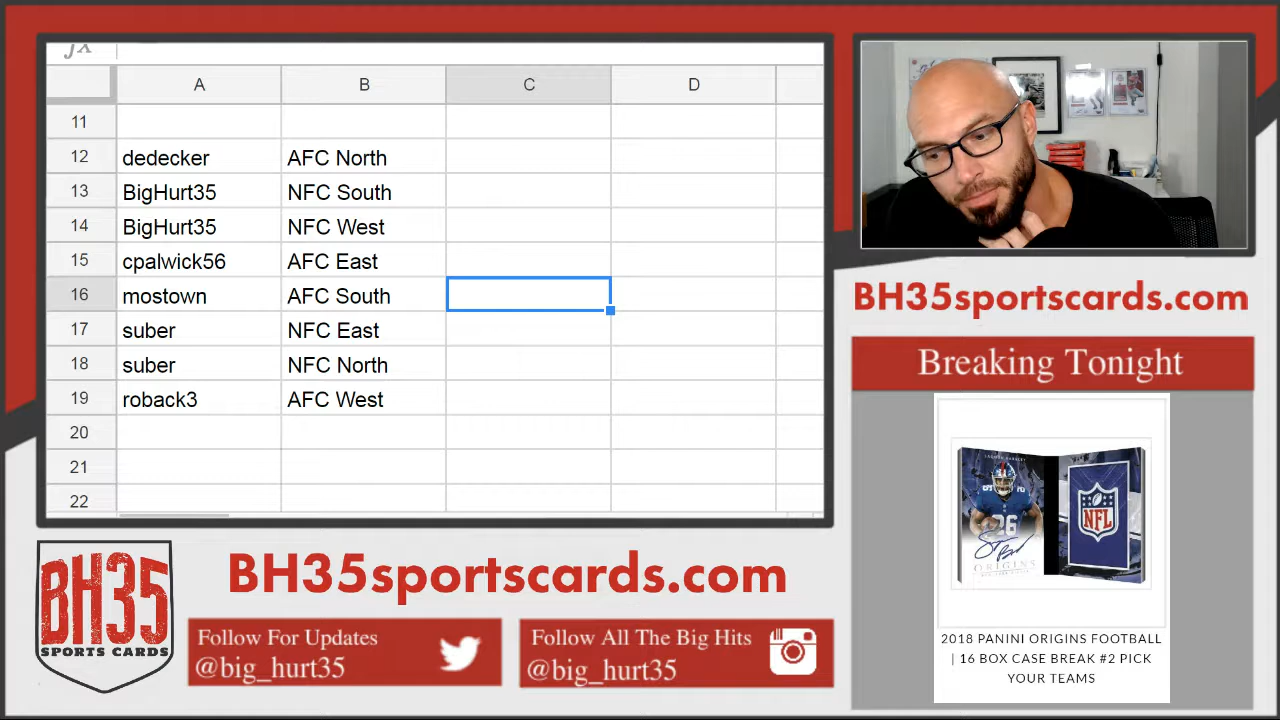 fx
A B C D
11
12 dedecker AFC North
13 BigHurt35 NFC South
14 BigHurt35 NFC West
15 cpalwick56 AFC East
16 mostown AFC South
17 suber NFC East
18 suber NFC North
19 roback3 AFC West
20
21
22
BH35sportscards.com
Breaking Tonight
26
NFL
ORIGINS
2018 PANINI ORIGINS FOOTBALL
| 16 BOX CASE BREAK #2 PICK
YOUR TEAMS
BH35
SPORTS CARDS
BH35sportscards.com
Follow For Updates
@big_hurt35
Follow All The Big Hits
@big_hurt35